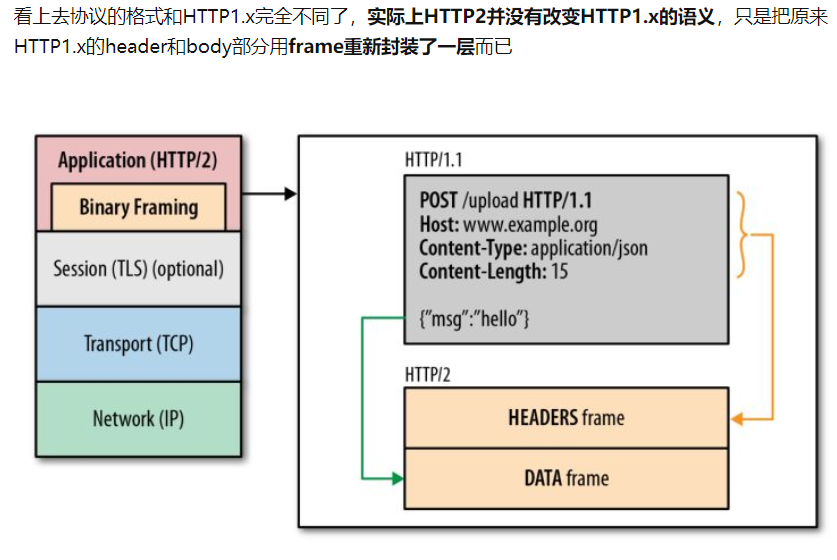 看上去协议的格式和HTTP1.x完全不同了，实际上HTTP2并没有改变HTTP1.x的语义，只是把原来
HTTP1.x的header和body部分用frame重新封装了一层而已
Application (HTTP/2)
Binary Framing
Session (TLS) (optional)
Transport (TCP)
Network (IP)
HTTP/1.1
POST /upload HTTP/1.1
Host: www.example.org
Content-Type: application/json
Content-Length: 15
{"msg":"hello"}
HTTP/2
HEADERS frame
DATA frame